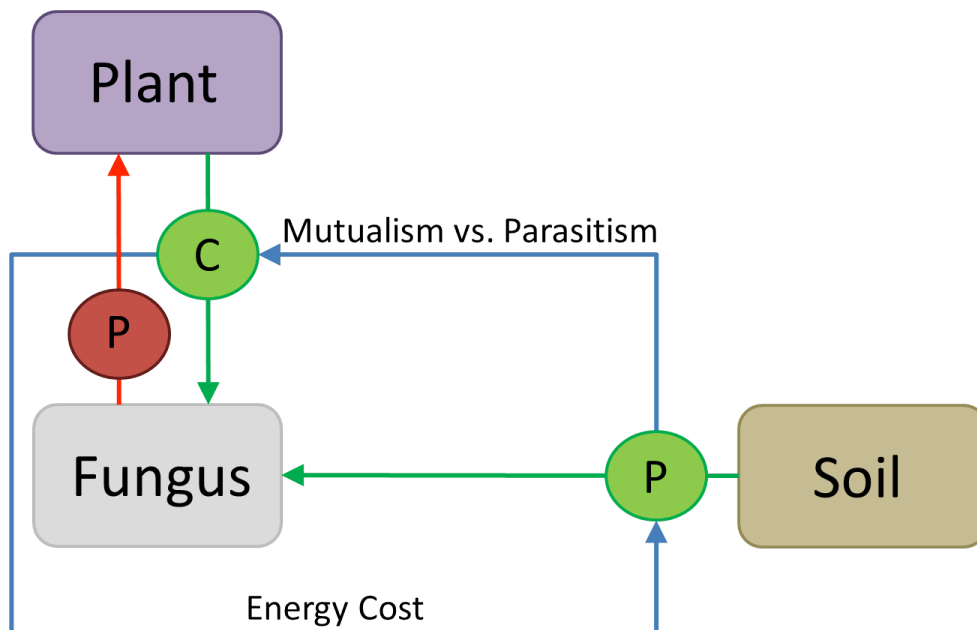 Plant
C
Mutualism vs. Parasitism
P
Fungus
P
Soil
Energy Cost